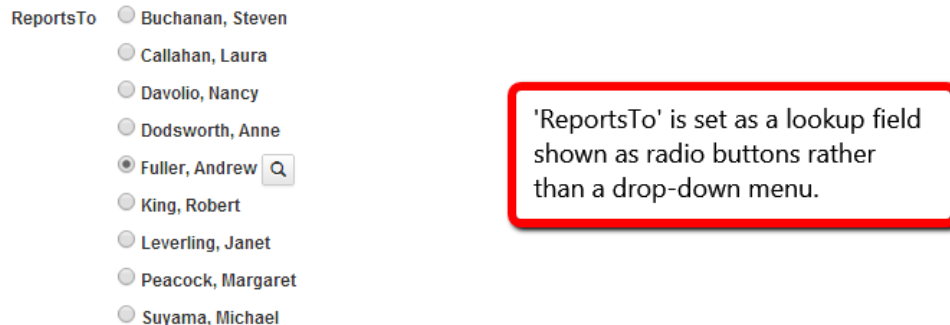 ReportsTo Buchanan, Steven
Callahan, Laura
Davolio, Nancy
Dodsworth, Anne
Fuller, Andrew
King, Robert
Leverling, Janet
Peacock, Margaret
Suyama, Michael
'ReportsTo' is set as a lookup field
shown as radio buttons rather
than a drop-down menu.